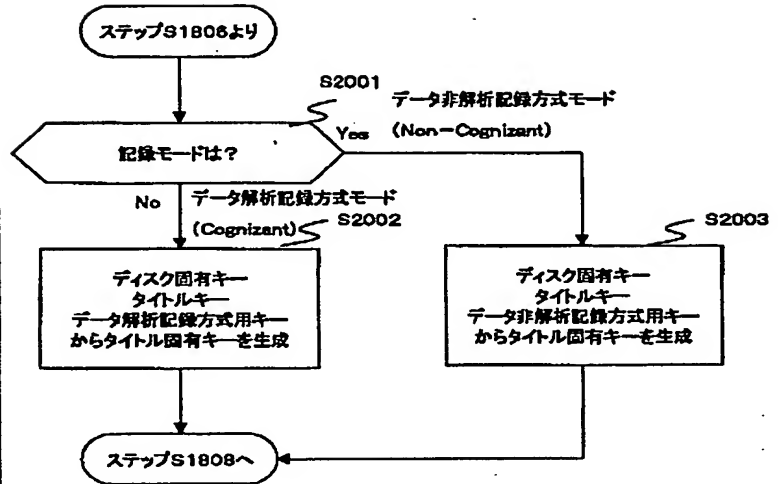 ステップS1806より
S2001
データ非解析記録方式モード
Yes (Non-Cognizant)
記録モードは?
No データ解析記録方式モード
(Cognizant)
S2002
S2003
ディスク固有キー
タイトルキー
データ解析記録方式用キー
からタイトル固有キーを生成
ディスク固有キー
タイトルキー
データ非解析記録方式用キー
からタイトル固有キーを生成
ステップS1808へ